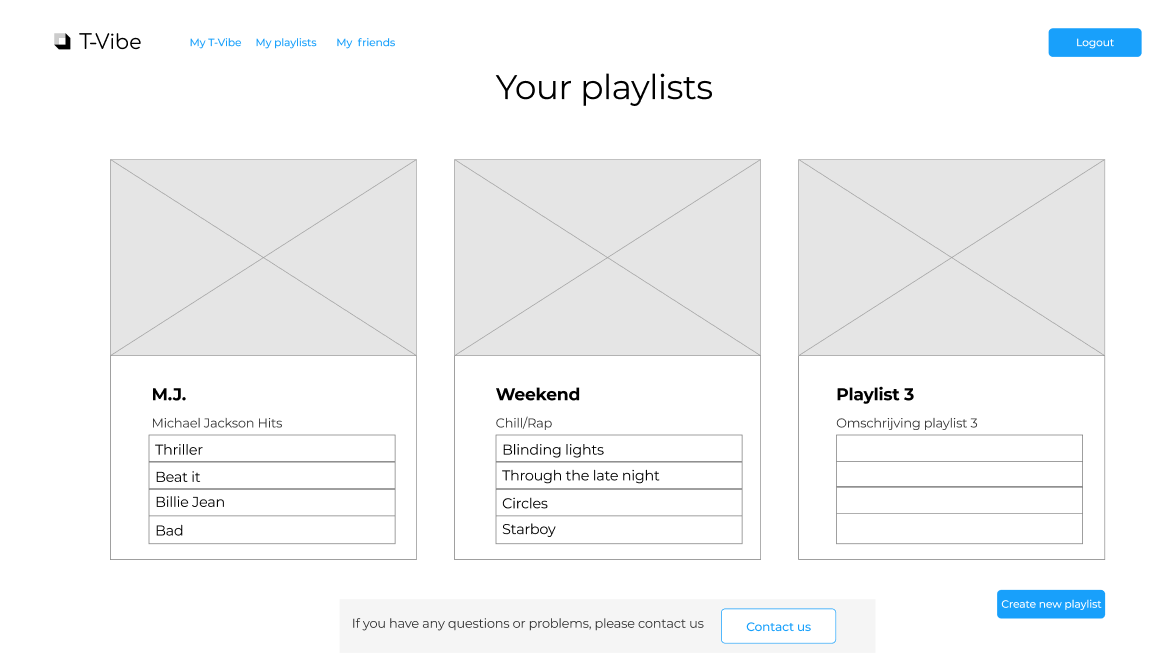 T-Vibe
My T-Vibe
My playlists
My friends
Logout
Your playlists
M.J.
Michael Jackson Hits
Thriller
Beat it
Billie Jean
Bad
Weekend
Chill/Rap
Blinding lights
Through the late night
Circles
Starboy
Playlist 3
Omschrijving playlist 3
Create new playlist
If you have any questions or problems, please contact us
Contact us